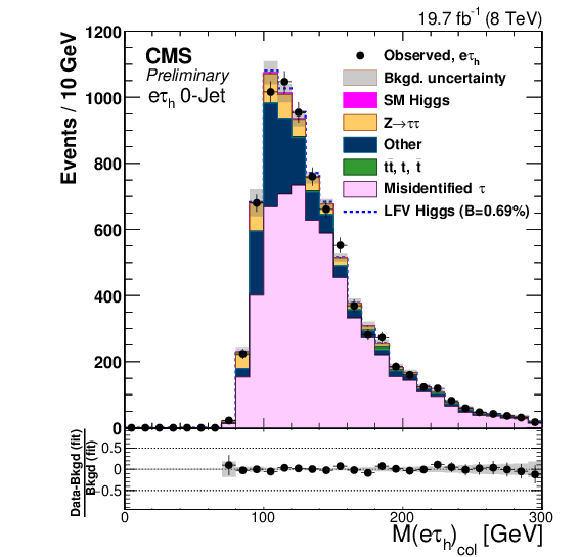 19.7 fb⁻¹ (8 TeV)
Events / 10 GeV
1200
1000
800
600
400
200
0
CMS
Preliminary
eτh 0-Jet
Observed, eτh
Bkgd. uncertainty
SM Higgs
Z→ττ
Other
tt̄, t, t̄
Misidentified τ
LFV Higgs (B=0.69%)
Data-Bkgd (fit)
Bkgd (fit)
0.5
0
-0.5
0 100 200 300
M(eτh)col [GeV]